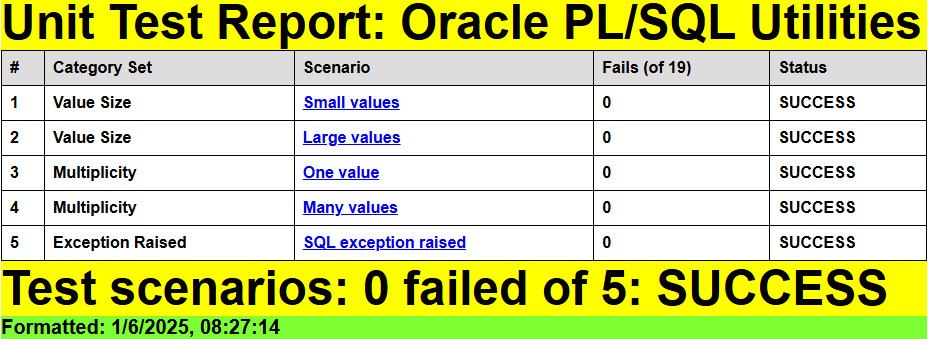 Unit Test Report: Oracle PL/SQL Utilities
# Category Set Scenario Fails (of 19) Status
1 Value Size Small values 0 SUCCESS
2 Value Size Large values 0 SUCCESS
3 Multiplicity One value 0 SUCCESS
4 Multiplicity Many values 0 SUCCESS
5 Exception Raised SQL exception raised 0 SUCCESS
Test scenarios: 0 failed of 5: SUCCESS
Formatted: 1/6/2025, 08:27:14